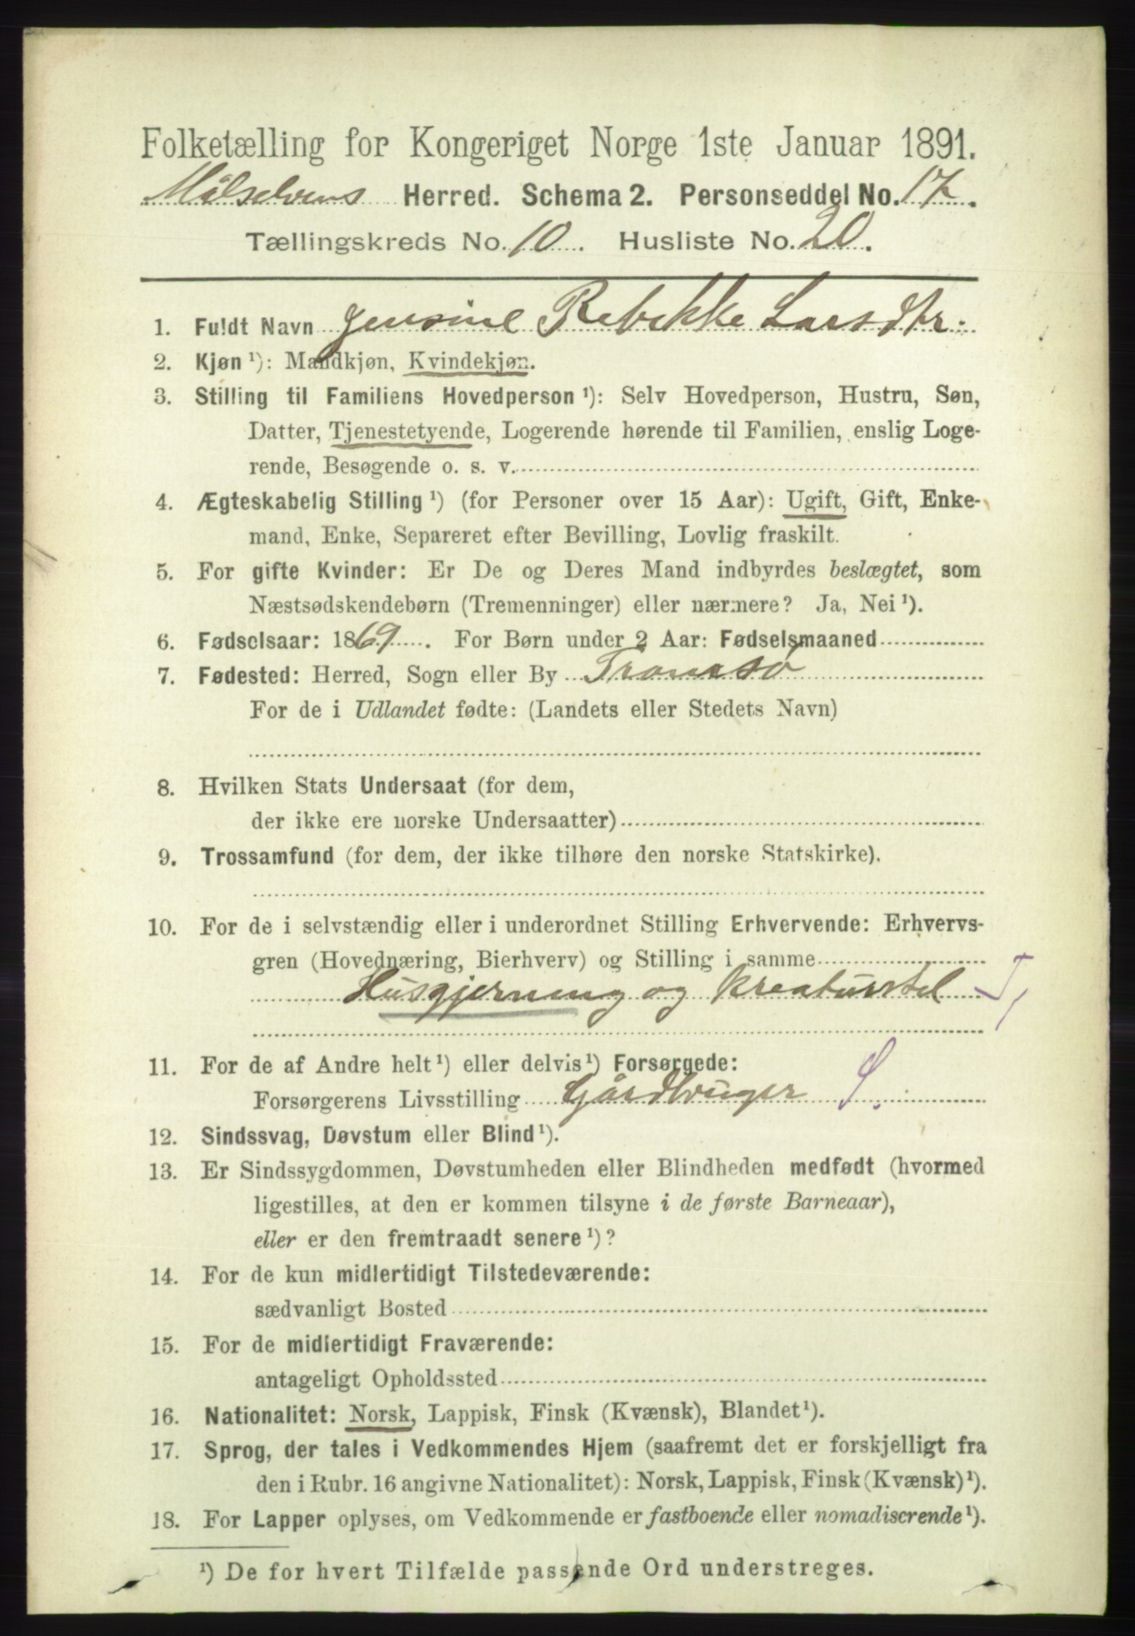 Folketælling for Kongeriget Norge 1ste Januar 1891.
Målselvens Herred. Schema 2. Personseddel No. 17.
Tællingskreds No. 10. Husliste No. 20.
1. Fuldt Navn Jensine Rebekke Larsdtr.
2. Kjøn ¹): Mandkjøn, Kvindekjøn.
3. Stilling til Familiens Hovedperson ¹): Selv Hovedperson, Hustru, Søn,
Datter, Tjenestetyende, Logerende hørende til Familien, enslig Loge-
rende, Besøgende o. s. v.
4. Ægteskabelig Stilling ¹) (for Personer over 15 Aar): Ugift, Gift, Enke-
mand, Enke, Separeret efter Bevilling, Lovlig fraskilt.
5. For gifte Kvinder: Er De og Deres Mand indbyrdes beslægtet, som
Næstsødskendebørn (Tremenninger) eller nærmere? Ja, Nei ¹).
6. Fødselsaar: 1869. For Børn under 2 Aar: Fødselsmaaned
7. Fødested: Herred, Sogn eller By Tromsø
For de i Udlandet fødte: (Landets eller Stedets Navn)
8. Hvilken Stats Undersaat (for dem,
der ikke ere norske Undersaatter)
9. Trossamfund (for dem, der ikke tilhøre den norske Statskirke).
10. For de i selvstændig eller i underordnet Stilling Erhvervende: Erhvervs-
gren (Hovednæring, Bierhverv) og Stilling i samme
Husgjerning og kreaturstel T,
11. For de af Andre helt ¹) eller delvis ¹) Forsørgede:
Forsørgerens Livsstilling Gårdbruger S.
12. Sindssvag, Døvstum eller Blind ¹).
13. Er Sindssygdommen, Døvstumheden eller Blindheden medfødt (hvormed
ligestilles, at den er kommen tilsyne i de første Barneaar),
eller er den fremtraadt senere ¹)?
14. For de kun midlertidigt Tilstedeværende:
sædvanligt Bosted
15. For de midlertidigt Fraværende:
antageligt Opholdssted
16. Nationalitet: Norsk, Lappisk, Finsk (Kvænsk), Blandet ¹).
17. Sprog, der tales i Vedkommendes Hjem (saafremt det er forskjelligt fra
den i Rubr. 16 angivne Nationalitet): Norsk, Lappisk, Finsk (Kvænsk) ¹).
18. For Lapper oplyses, om Vedkommende er fastboende eller nomadiserende ¹).
¹) De for hvert Tilfælde passende Ord understreges.